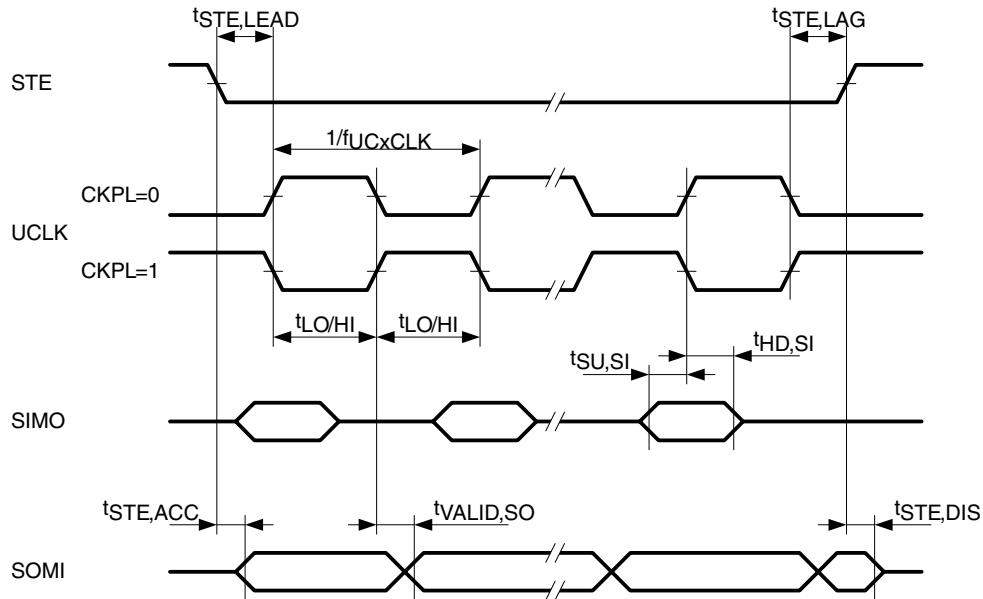 tSTE,LEAD
tSTE,LAG
STE
1/fUCxCLK
CKPL=0
UCLK
CKPL=1
tLO/HI
tLO/HI
tSU,SI
tHD,SI
SIMO
tSTE,ACC
tVALID,SO
tSTE,DIS
SOMI